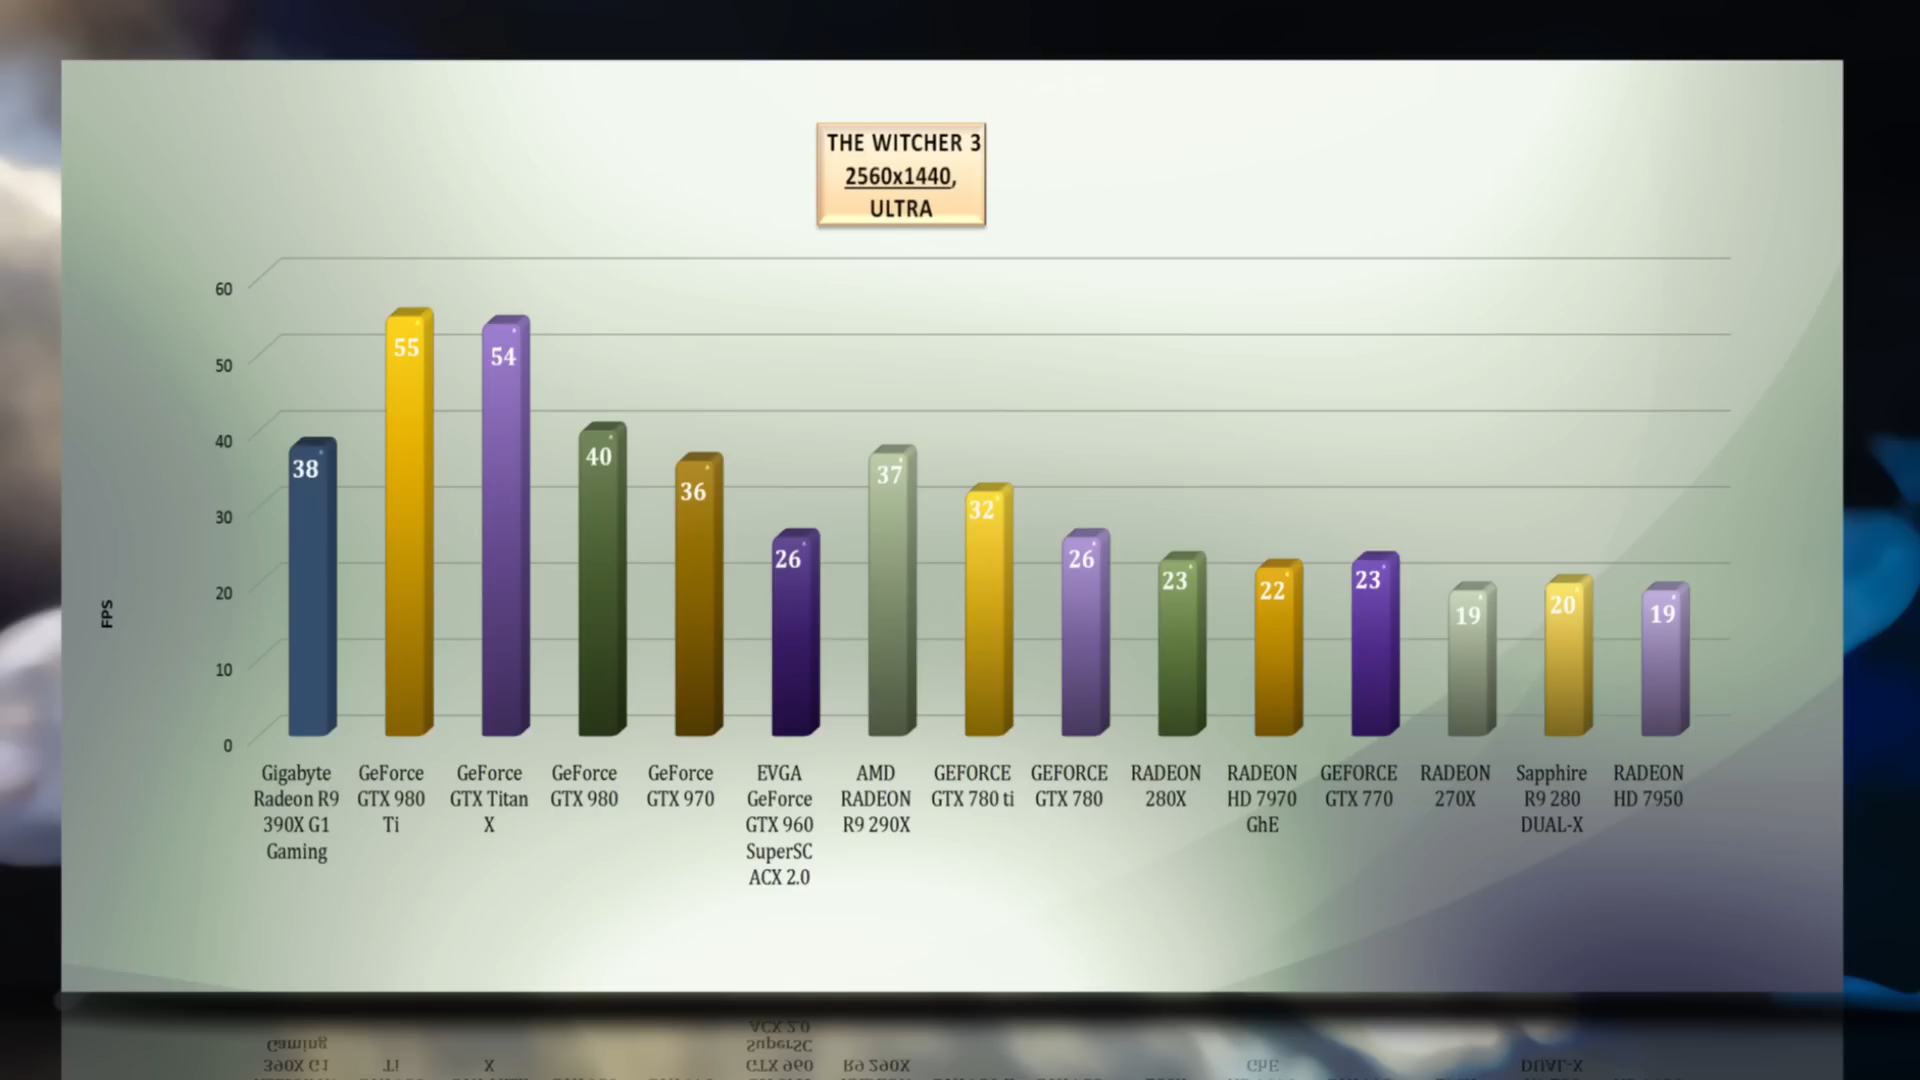 THE WITCHER 3
2560x1440,
ULTRA
60
50
40
30
20
10
0
FPS
38
55
54
40
36
26
37
32
26
23
22
23
19
20
19
Gigabyte
Radeon R9
390X G1
Gaming
GeForce
GTX 980
Ti
GeForce
GTX Titan
X
GeForce
GTX 980
GeForce
GTX 970
EVGA
GeForce
GTX 960
SuperSC
ACX 2.0
AMD
RADEON
R9 290X
GEFORCE
GTX 780 ti
GEFORCE
GTX 780
RADEON
280X
RADEON
HD 7970
GhE
GEFORCE
GTX 770
RADEON
270X
Sapphire
R9 280
DUAL-X
RADEON
HD 7950